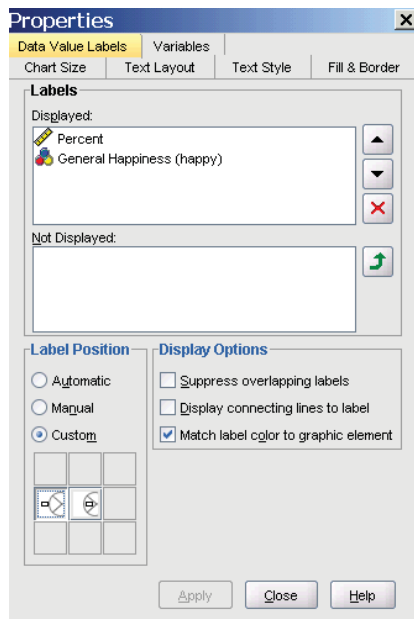 Properties
Data Value Labels Variables
Chart Size Text Layout Text Style Fill & Border
Labels
Displayed:
Percent
General Happiness (happy)
Not Displayed:
Label Position Display Options
Automatic Suppress overlapping labels
Manual Display connecting lines to label
Custom Match label color to graphic element
Apply Close Help